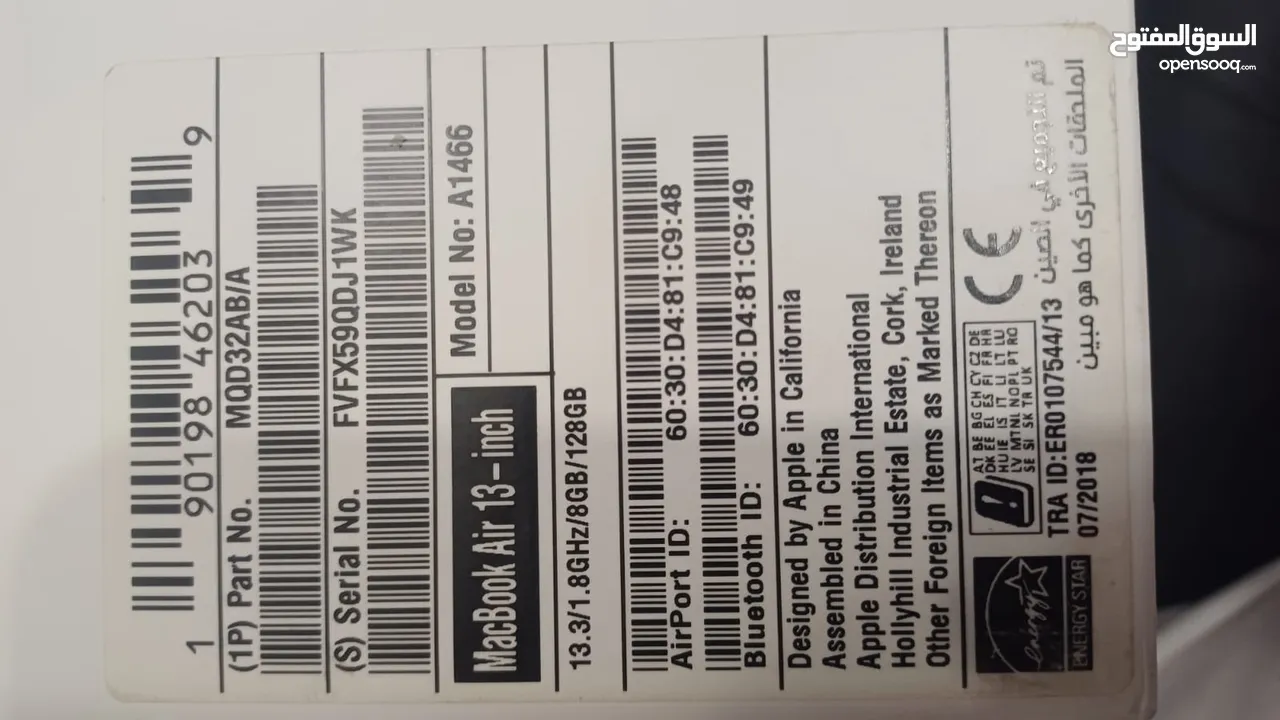 السوق المفتوح
opensooq.com
1 90198 46203 9
(1P) Part No. MQD32AB/A
(S) Serial No. FVFX59QDJ1WK
MacBook Air 13-inch
Model No: A1466
13.3/1.8GHz/8GB/128GB
AirPort ID: 60:30:D4:81:C9:48
Bluetooth ID: 60:30:D4:81:C9:49
Designed by Apple in California
Assembled in China
Apple Distribution International
Hollyhill Industrial Estate, Cork, Ireland
Other Foreign Items as Marked Thereon
energy
ENERGY STAR
AT BE BG CH CY CZ DE
DK EE EL ES FI FR HR
HU IE IS IT LI LT LU
LV MT NL NO PL PT RO
SE SI SK TR UK
CE
TRA ID:ER0107544/13
07/2018
تم التجميع في الصين
الملحقات الأخرى كما هو مبين